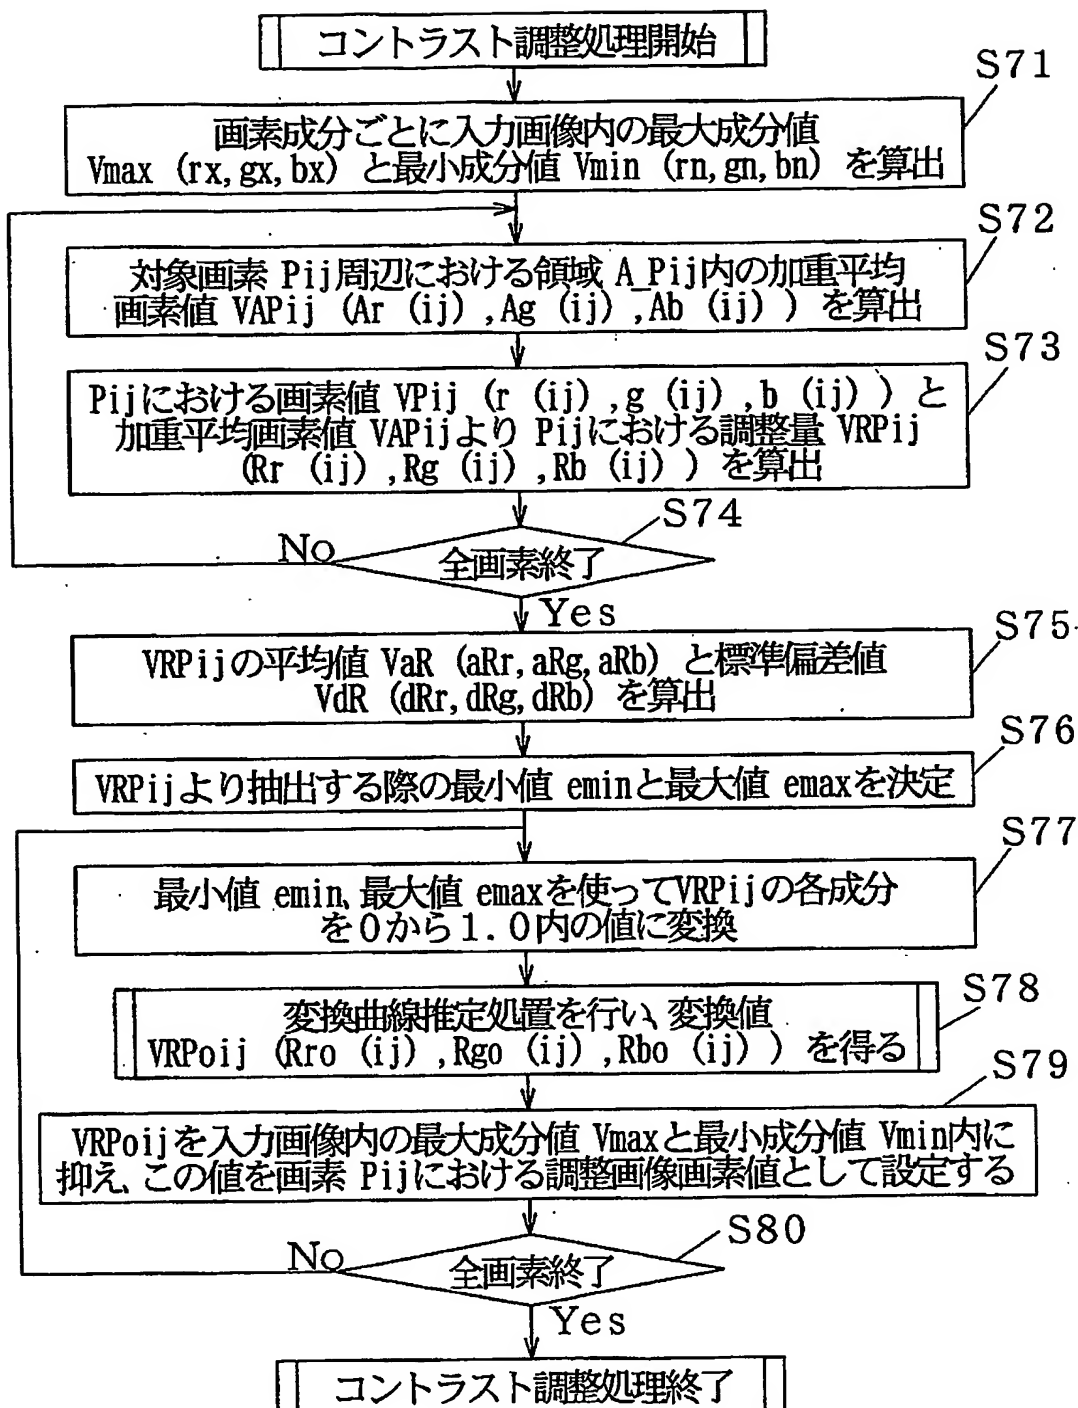 コントラスト調整処理開始
S71
画素成分ごとに入力画像内の最大成分値
Vmax (rx,gx,bx) と最小成分値 Vmin (rn,gn,bn) を算出
S72
対象画素 Pij周辺における領域 A_Pij内の加重平均
画素値 VAPij (Ar (ij) ,Ag (ij) ,Ab (ij) ) を算出
S73
Pijにおける画素値 VPij (r (ij) ,g (ij) ,b (ij) ) と
加重平均画素値 VAPijより Pijにおける調整量 VRPij
(Rr (ij) ,Rg (ij) ,Rb (ij) ) を算出
S74
No
全画素終了
Yes
S75
VRPijの平均値 VaR (aRr,aRg,aRb) と標準偏差値
VdR (dRr,dRg,dRb) を算出
S76
VRPijより抽出する際の最小値 eminと最大値 emaxを決定
S77
最小値 emin、最大値 emaxを使ってVRPijの各成分
を0から1.0内の値に変換
S78
変換曲線推定処置を行い、変換値
VRPoij (Rro (ij) ,Rgo (ij) ,Rbo (ij) ) を得る
S79
VRPoijを入力画像内の最大成分値 Vmaxと最小成分値 Vmin内に
抑え、この値を画素 Pijにおける調整画像画素値として設定する
S80
No
全画素終了
Yes
コントラスト調整処理終了